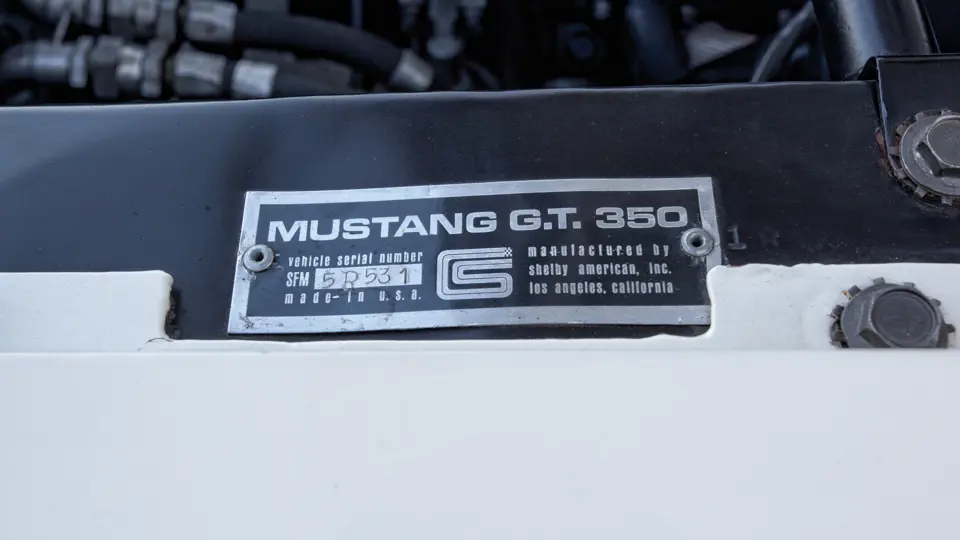 MUSTANG G.T. 350
vehicle serial number
SFM 5R531
made-in u.s.a.
manufactured by
shelby american, inc.
los angeles, california